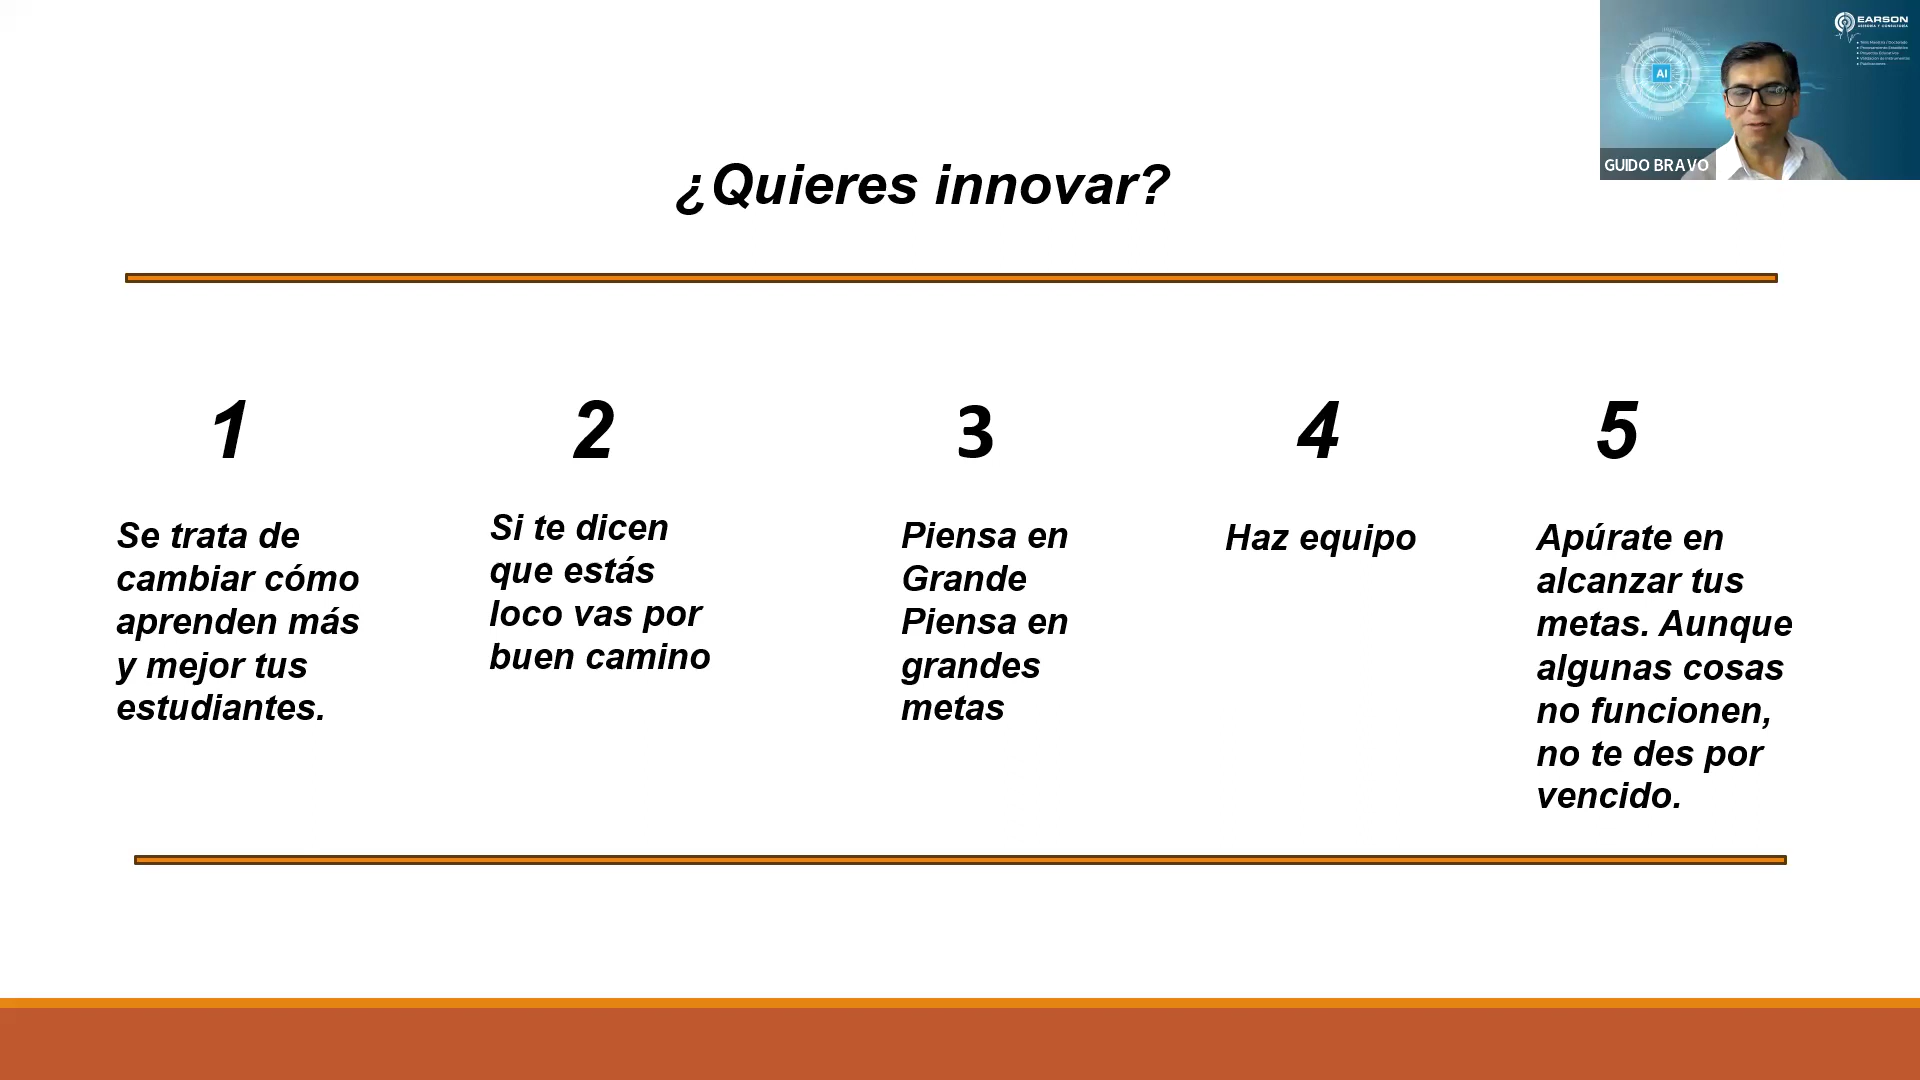 EARSON
AI
GUIDO BRAVO
¿Quieres innovar?
1
Se trata de
cambiar cómo
aprenden más
y mejor tus
estudiantes.
2
Si te dicen
que estás
loco vas por
buen camino
3
Piensa en
Grande
Piensa en
grandes
metas
4
Haz equipo
5
Apúrate en
alcanzar tus
metas. Aunque
algunas cosas
no funcionen,
no te des por
vencido.